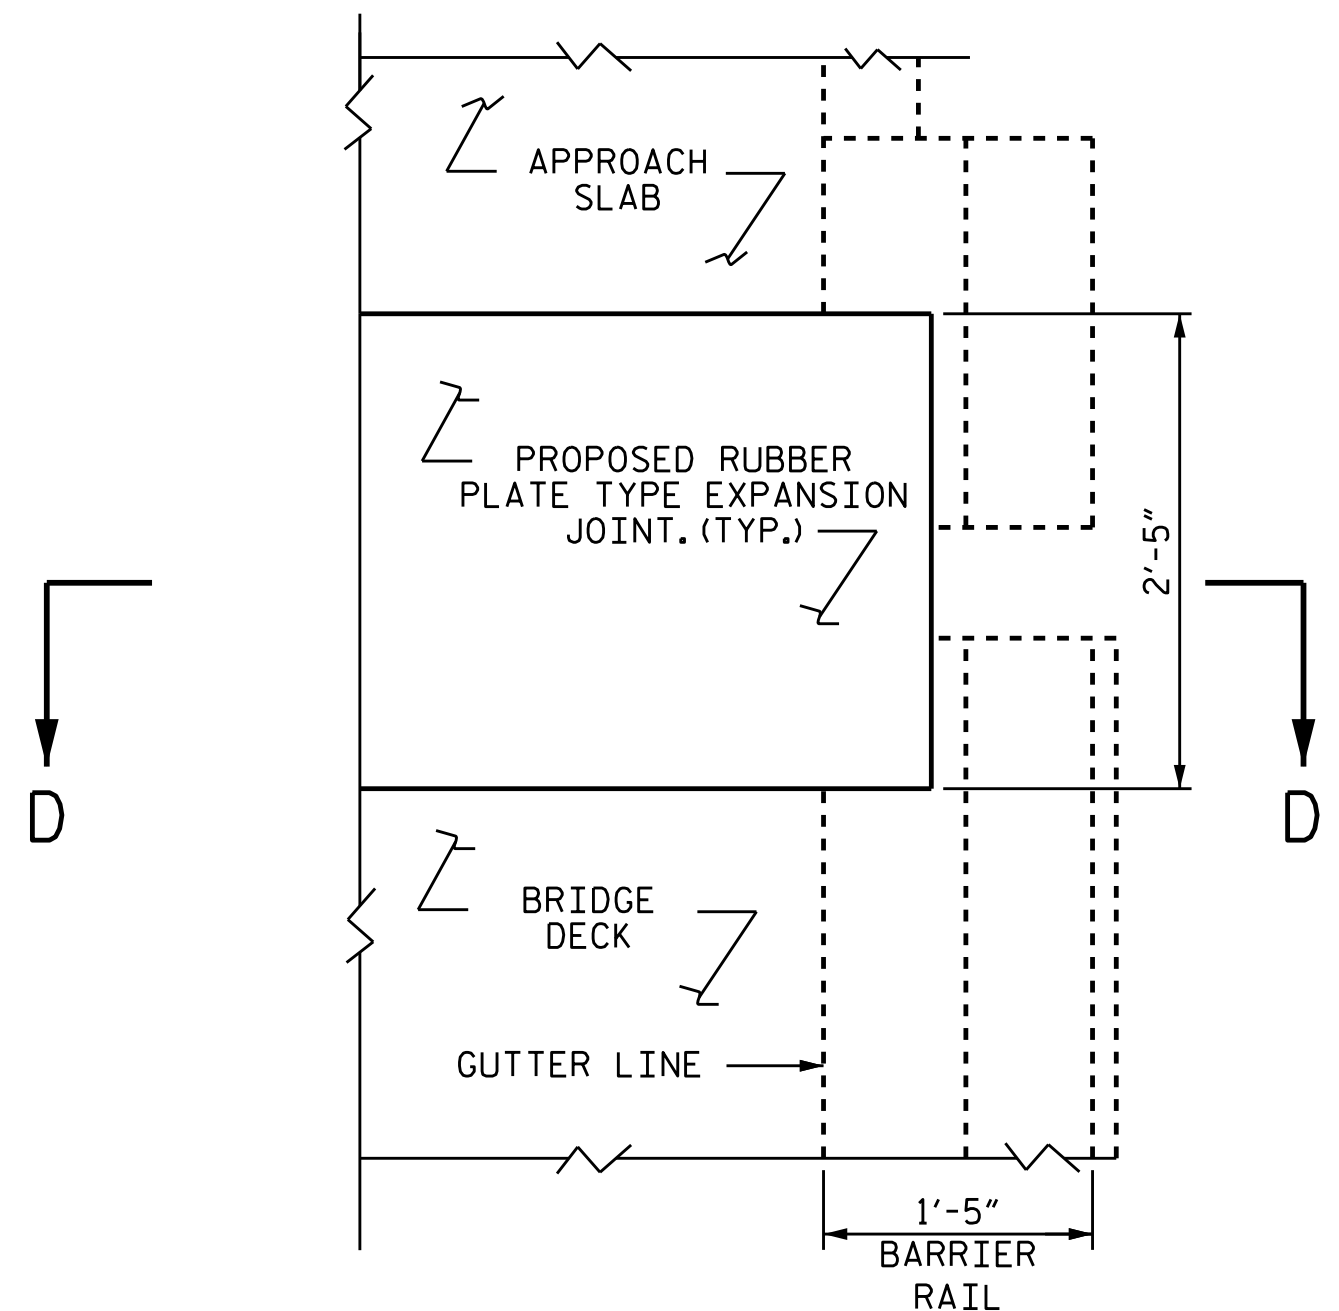 APPROACH
SLAB
PROPOSED RUBBER
PLATE TYPE EXPANSION
JOINT. (TYP.)
2'-5"
D
D
BRIDGE
DECK
GUTTER LINE
1'-5"
BARRIER
RAIL